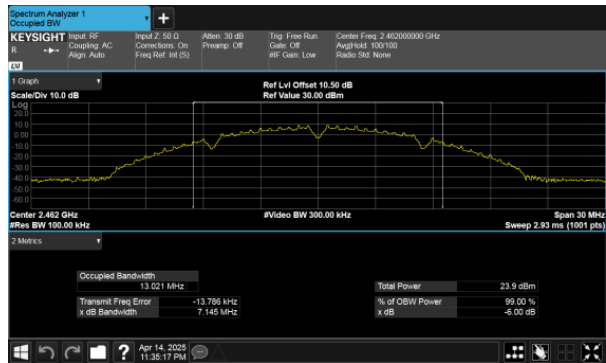 Spectrum Analyzer 1
Occupied BW
KEYSIGHT Input: RF Input Z: 50 Ω Atten: 30 dB Trig: Free Run Center Freq: 2.462000000 GHz
R Coupling: AC Corrections: On Preamp: Off Gate: Off Avg|Hold: 100/100
Align: Auto Freq Ref: Int (S) #IF Gain: Low Radio Std: None
1 Graph
Scale/Div 10.0 dB Ref Lvl Offset 10.50 dB
Ref Value 30.00 dBm
Log
20.0
10.0
0.00
-10.0
-20.0
-30.0
-40.0
-50.0
-60.0
Center 2.462 GHz #Video BW 300.00 kHz Span 30 MHz
#Res BW 100.00 kHz Sweep 2.93 ms (1001 pts)
2 Metrics
Occupied Bandwidth
13.021 MHz Total Power 23.9 dBm
Transmit Freq Error -13.786 kHz % of OBW Power 99.00 %
x dB Bandwidth 7.145 MHz x dB -6.00 dB
?
Apr 14, 2025
11:35:17 PM